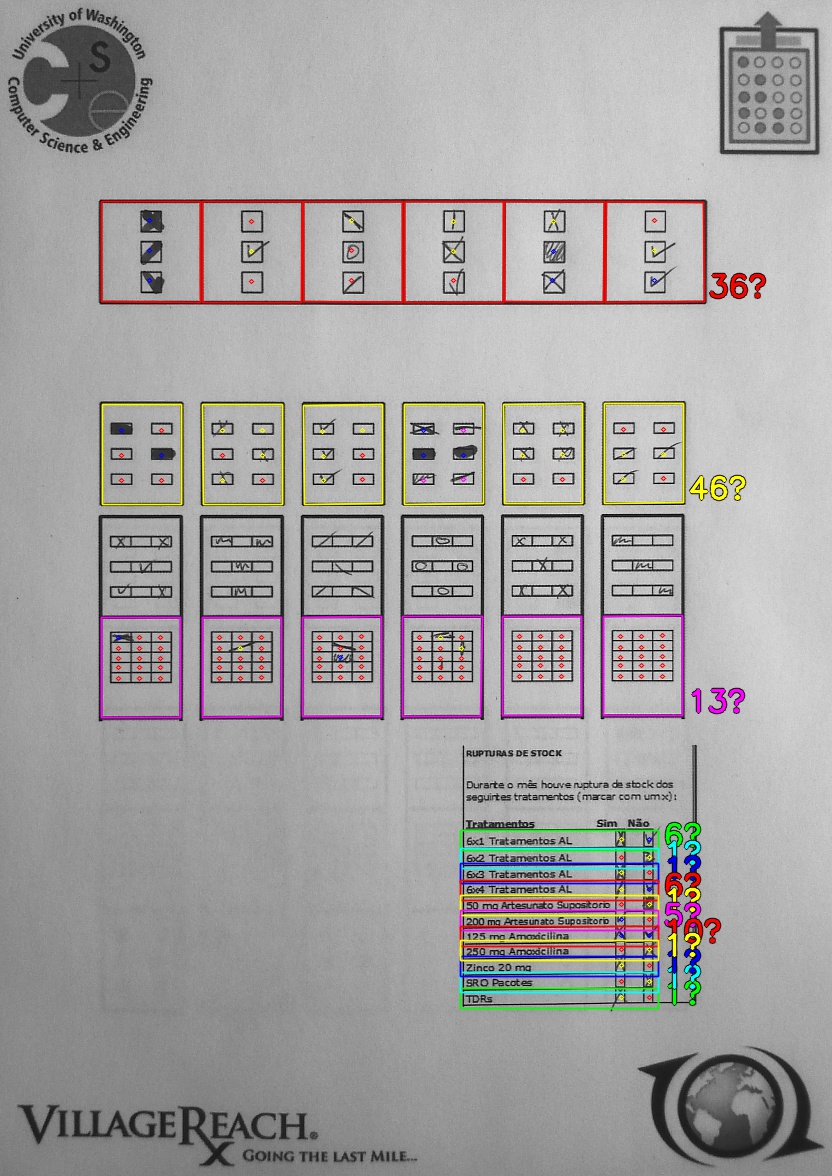 University of Washington
Computer Science & Engineering
CSe
36?
46?
13?
RUPTURAS DE STOCK
Durante o mês houve ruptura de stock dos
seguintes tratamentos (marcar com um x):
Tratamentos Sim Não
6x1 Tratamentos AL 6?
6x2 Tratamentos AL 1?
6x3 Tratamentos AL 1?
6x4 Tratamentos AL 6?
50 mg Artesunato Supositorio 1?
200 mg Artesunato Supositorio 5?
125 mg Amoxicilina 10?
250 mg Amoxicilina 1?
Zinco 20 mg 1?
SRO Pacotes 1?
TDRs 1?
VILLAGEREACH®
GOING THE LAST MILE...